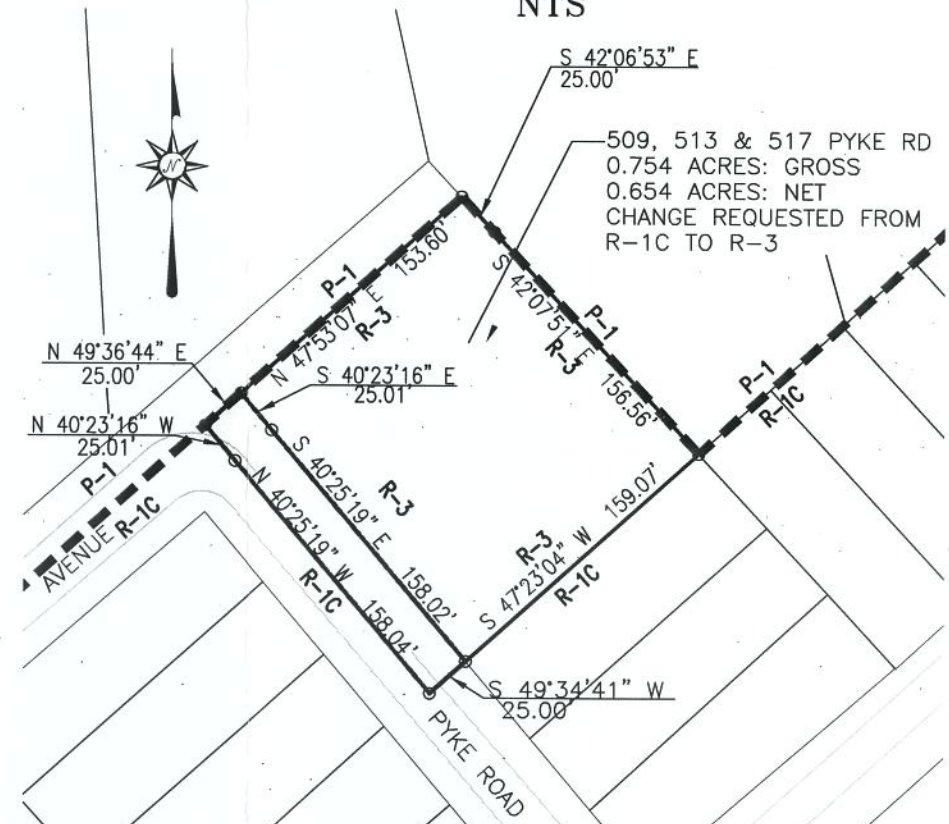 NTS
S 42°06'53" E
25.00'
509, 513 & 517 PYKE RD
0.754 ACRES: GROSS
0.654 ACRES: NET
CHANGE REQUESTED FROM
R-1C TO R-3
N
P-1
N 47°53'07" E 153.60'
R-3
P-1
S 42°07'51" E 156.56'
R-3
N 49°36'44" E
25.00'
S 40°23'16" E
25.01'
N 40°23'16" W
25.01'
P-1
R-1C
P-1
R-1C
AVENUE
R-3
S 40°25'19" E 158.02'
N 40°25'19" W 158.04'
R-1C
R-3
S 47°23'04" W 159.07'
R-1C
S 49°34'41" W
25.00'
PYKE ROAD